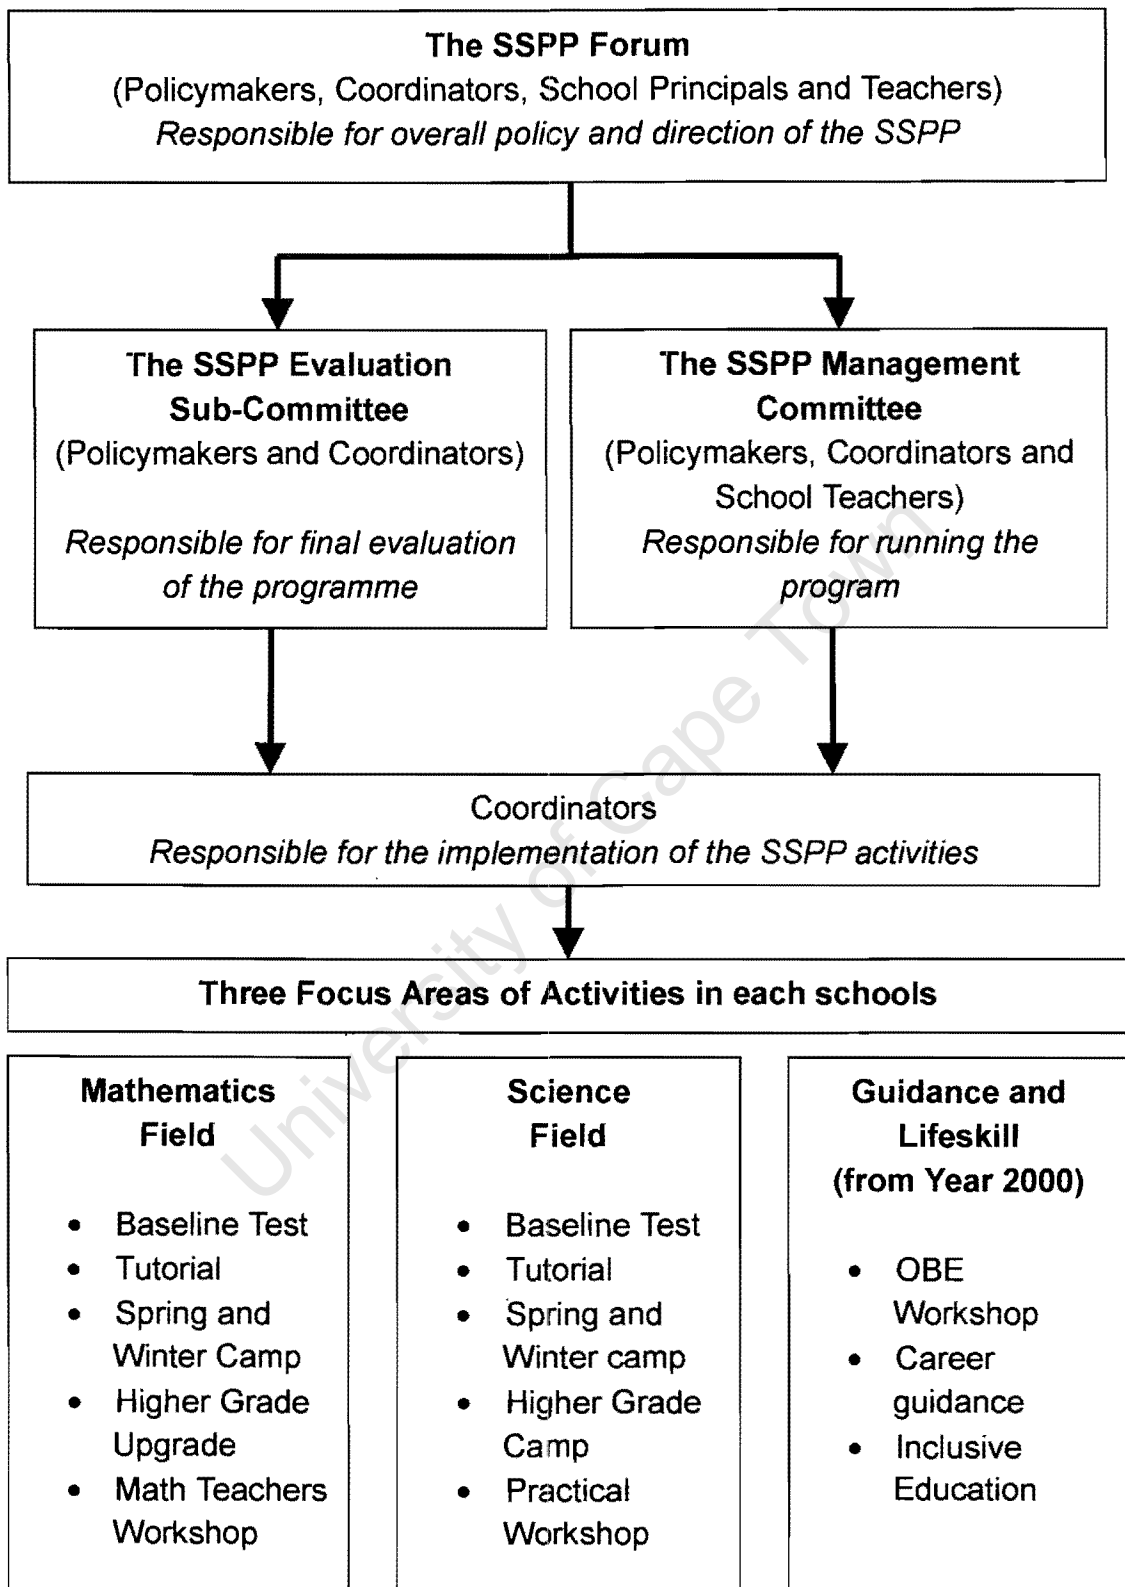 The SSPP Forum
(Policymakers, Coordinators, School Principals and Teachers)
Responsible for overall policy and direction of the SSPP
The SSPP Evaluation
Sub-Committee
(Policymakers and Coordinators)
Responsible for final evaluation
of the programme
The SSPP Management
Committee
(Policymakers, Coordinators and
School Teachers)
Responsible for running the
program
Coordinators
Responsible for the implementation of the SSPP activities
Three Focus Areas of Activities in each schools
Mathematics
Field
• Baseline Test
• Tutorial
• Spring and
Winter Camp
• Higher Grade
Upgrade
• Math Teachers
Workshop
Science
Field
• Baseline Test
• Tutorial
• Spring and
Winter camp
• Higher Grade
Camp
• Practical
Workshop
Guidance and
Lifeskill
(from Year 2000)
• OBE
Workshop
• Career
guidance
• Inclusive
Education
University of Cape Town